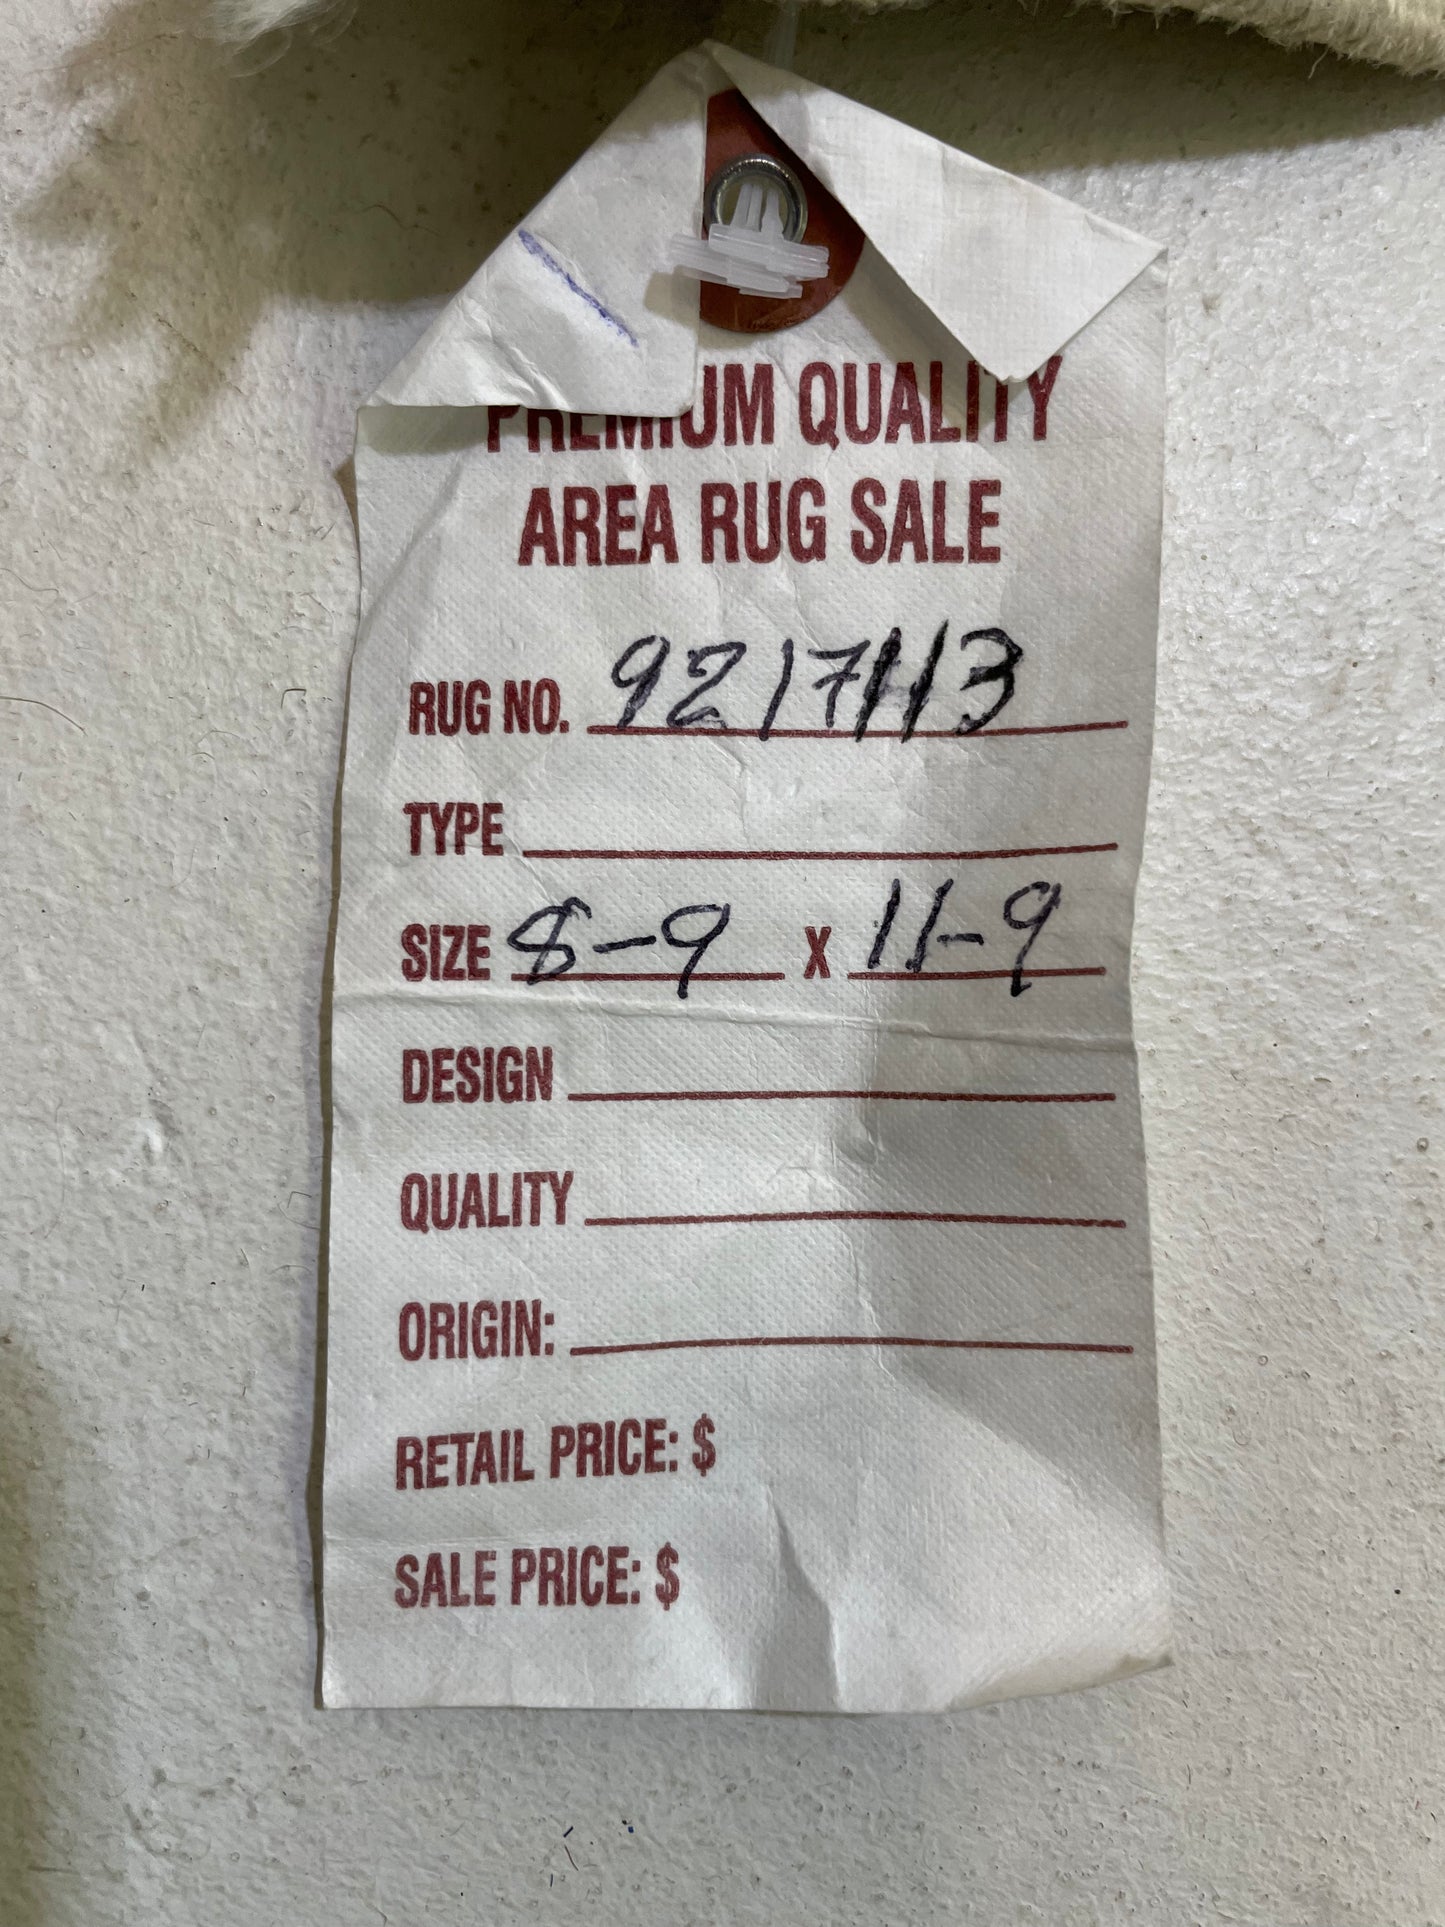 PREMIUM QUALITY
AREA RUG SALE
RUG NO. 9217113
TYPE
SIZE 8-9 X 11-9
DESIGN
QUALITY
ORIGIN:
RETAIL PRICE: $
SALE PRICE: $